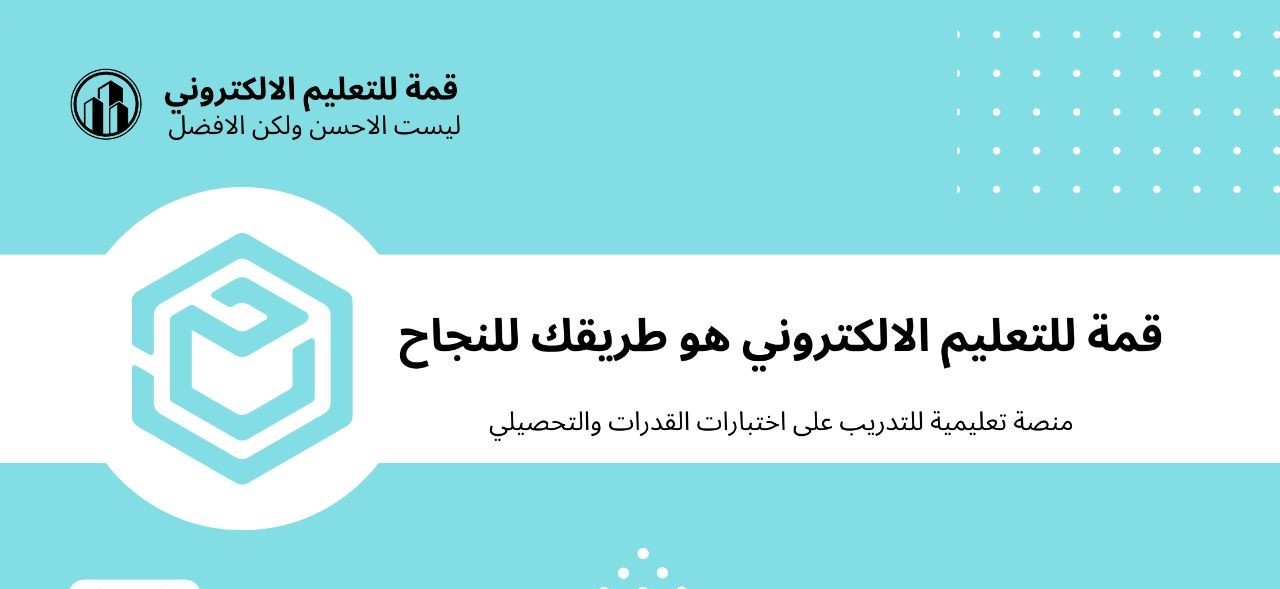 قمة للتعليم الالكتروني
ليست الاحسن ولكن الافضل
قمة للتعليم الالكتروني هو طريقك للنجاح
منصة تعليمية للتدريب على اختبارات القدرات والتحصيلي